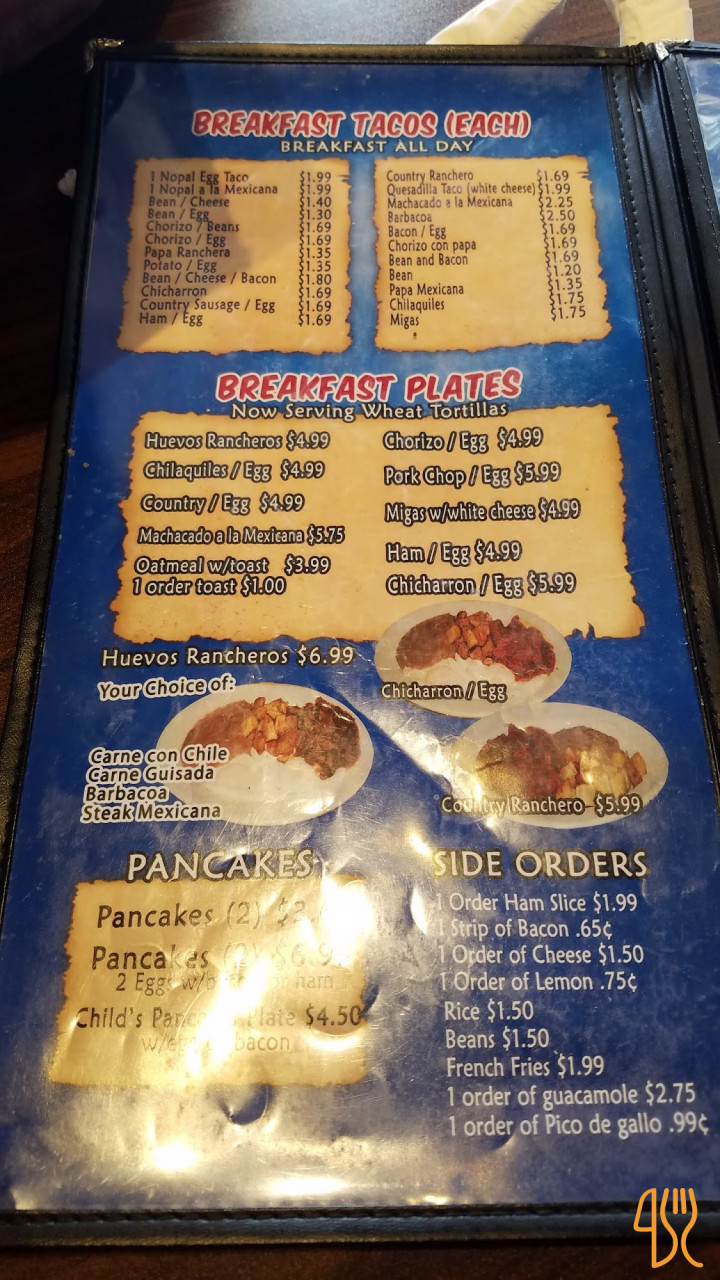 BREAKFAST TACOS (EACH)
BREAKFAST ALL DAY
1 Nopal Egg Taco $1.99
1 Nopal a la Mexicana $1.99
Bean / Cheese $1.40
Bean / Egg $1.30
Chorizo / Beans $1.69
Chorizo / Egg $1.69
Papa Ranchera $1.35
Potato / Egg $1.35
Bean / Cheese / Bacon $1.80
Chicharron $1.69
Country Sausage / Egg $1.69
Ham / Egg $1.69
Country Ranchero $1.69
Quesadilla Taco (white cheese) $1.99
Machacado a la Mexicana $2.25
Barbacoa $2.50
Bacon / Egg $1.69
Chorizo con papa $1.69
Bean and Bacon $1.69
Bean $1.20
Papa Mexicana $1.35
Chilaquiles $1.75
Migas $1.75
BREAKFAST PLATES
Now Serving Wheat Tortillas
Huevos Rancheros $4.99
Chilaquiles / Egg $4.99
Country / Egg $4.99
Machacado a la Mexicana $5.75
Oatmeal w/toast $3.99
1 order toast $1.00
Chorizo / Egg $4.99
Pork Chop / Egg $5.99
Migas w/white cheese $4.99
Ham / Egg $4.99
Chicharron / Egg $5.99
Huevos Rancheros $6.99
Your Choice of:
Carne con Chile
Carne Guisada
Barbacoa
Steak Mexicana
Chicharron / Egg
Country Ranchero $5.99
PANCAKES
Pancakes (2)
Pancakes (2)
2 Eggs ham
Child's Plate $4.50
bacon
SIDE ORDERS
1 Order Ham Slice $1.99
1 Strip of Bacon .65¢
1 Order of Cheese $1.50
1 Order of Lemon .75¢
Rice $1.50
Beans $1.50
French Fries $1.99
1 order of guacamole $2.75
1 order of Pico de gallo .99¢